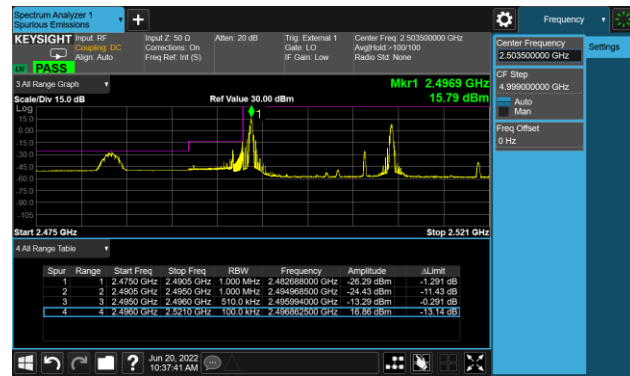 Spectrum Analyzer 1
Spurious Emissions
Frequency
KEYSIGHT
Input: RF
Coupling: DC
Align: Auto
Input Z: 50 Ω
Corrections: On
Freq Ref: Int (S)
Atten: 20 dB
Trig: External 1
Gate: LO
IF Gain: Low
Center Freq: 2.503500000 GHz
Avg|Hold >100/100
Radio Std: None
PASS
3 All Range Graph
Mkr1 2.4969 GHz
15.79 dBm
Scale/Div 15.0 dB
Ref Value 30.00 dBm
Log
15.0
0.00
-15.0
-30.0
-45.0
-60.0
-75.0
-90.0
-105
1
Start 2.475 GHz
Stop 2.521 GHz
4 All Range Table
Spur Range Start Freq Stop Freq RBW Frequency Amplitude ΔLimit
1 1 2.4750 GHz 2.4905 GHz 1.000 MHz 2.482688000 GHz -26.29 dBm -1.291 dB
2 2 2.4905 GHz 2.4950 GHz 1.000 MHz 2.494968500 GHz -24.43 dBm -11.43 dB
3 3 2.4950 GHz 2.4960 GHz 510.0 kHz 2.495994000 GHz -13.29 dBm -0.291 dB
4 4 2.4960 GHz 2.5210 GHz 100.0 kHz 2.496862500 GHz 16.86 dBm -13.14 dB
Center Frequency
2.503500000 GHz
Settings
CF Step
4.999000000 GHz
Auto
Man
Freq Offset
0 Hz
?
Jun 20, 2022
10:37:41 AM